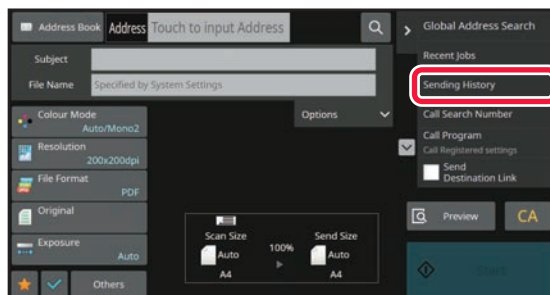 Address Book Address Touch to input Address
Subject
File Name Specified by System Settings
Colour Mode
Auto/Mono2
Resolution
200x200dpi
File Format
PDF
Original
Exposure
Auto
Others
Options
Scan Size
Auto
A4
100%
Send Size
Auto
A4
Global Address Search
Recent Jobs
Sending History
Call Search Number
Call Program
Call Registered settings
Send
Destination Link
Preview
CA
Start